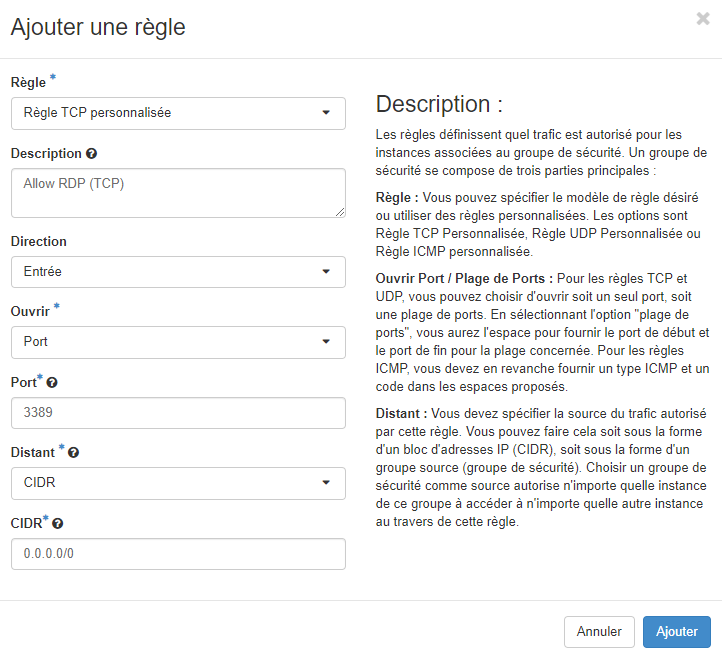 Ajouter une règle
×
Règle *
Règle TCP personnalisée
Description
Allow RDP (TCP)
Direction
Entrée
Ouvrir *
Port
Port*
3389
Distant *
CIDR
CIDR*
0.0.0.0/0
Description :
Les règles définissent quel trafic est autorisé pour les
instances associées au groupe de sécurité. Un groupe de
sécurité se compose de trois parties principales :
Règle : Vous pouvez spécifier le modèle de règle désiré
ou utiliser des règles personnalisées. Les options sont
Règle TCP Personnalisée, Règle UDP Personnalisée ou
Règle ICMP personnalisée.
Ouvrir Port / Plage de Ports : Pour les règles TCP et
UDP, vous pouvez choisir d'ouvrir soit un seul port, soit
une plage de ports. En sélectionnant l'option "plage de
ports", vous aurez l'espace pour fournir le port de début et
le port de fin pour la plage concernée. Pour les règles
ICMP, vous devez en revanche fournir un type ICMP et un
code dans les espaces proposés.
Distant : Vous devez spécifier la source du trafic autorisé
par cette règle. Vous pouvez faire cela soit sous la forme
d'un bloc d'adresses IP (CIDR), soit sous la forme d'un
groupe source (groupe de sécurité). Choisir un groupe de
sécurité comme source autorise n'importe quelle instance
de ce groupe à accéder à n'importe quelle autre instance
au travers de cette règle.
Annuler
Ajouter